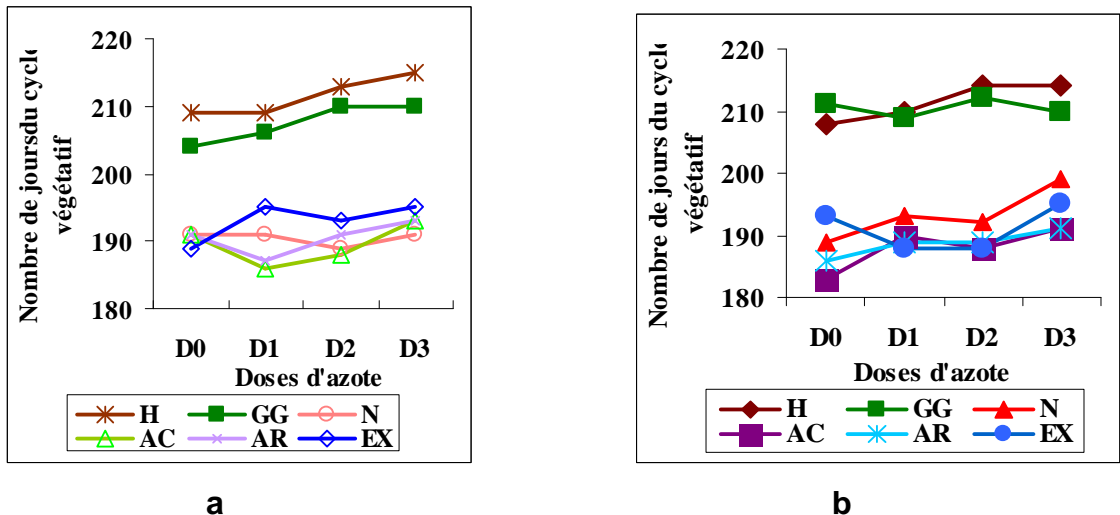 Nombre de joursdu cycle
végétatif
220
210
200
190
180
D0 D1 D2 D3
Doses d'azote
H GG N
AC AR EX
a
Nombre de jours du cycle
végétatif
220
210
200
190
180
D0 D1 D2 D3
Doses d'azote
H GG N
AC AR EX
b